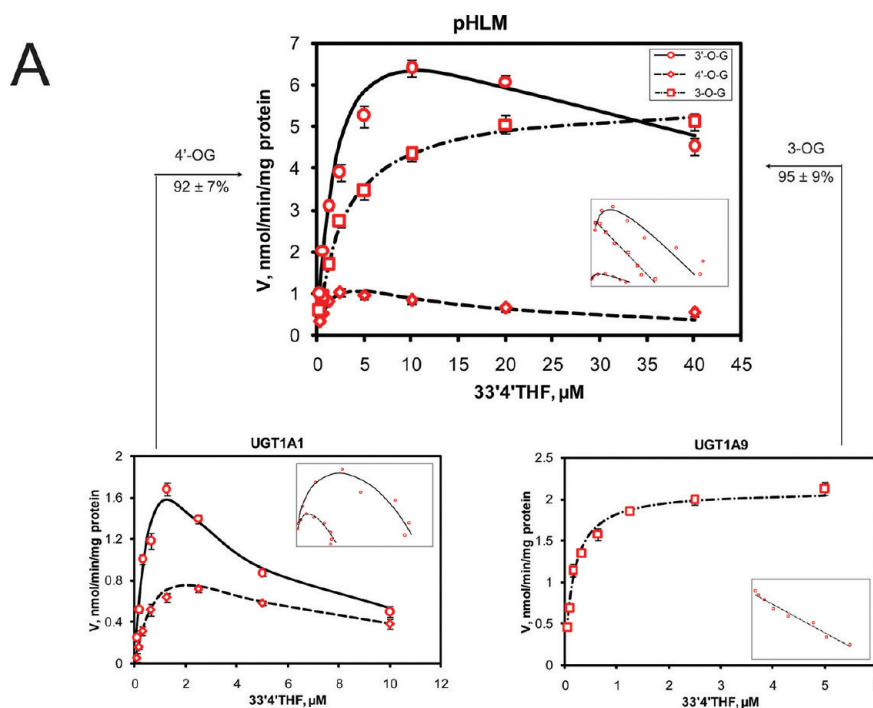 A
pHLM
V, nmol/min/mg protein
7
6
5
4
3
2
1
0
0 5 10 15 20 25 30 35 40 45
33'4'THF, µM
3'-O-G
4'-O-G
3-O-G
4'-OG
92 ± 7%
3-OG
95 ± 9%
UGT1A1
V, nmol/min/mg protein
2
1.6
1.2
0.8
0.4
0
0 2 4 6 8 10 12
33'4'THF, µM
UGT1A9
V, nmol/min/mg protein
2.5
2
1.5
1
0.5
0
0 1 2 3 4 5
33'4'THF, µM